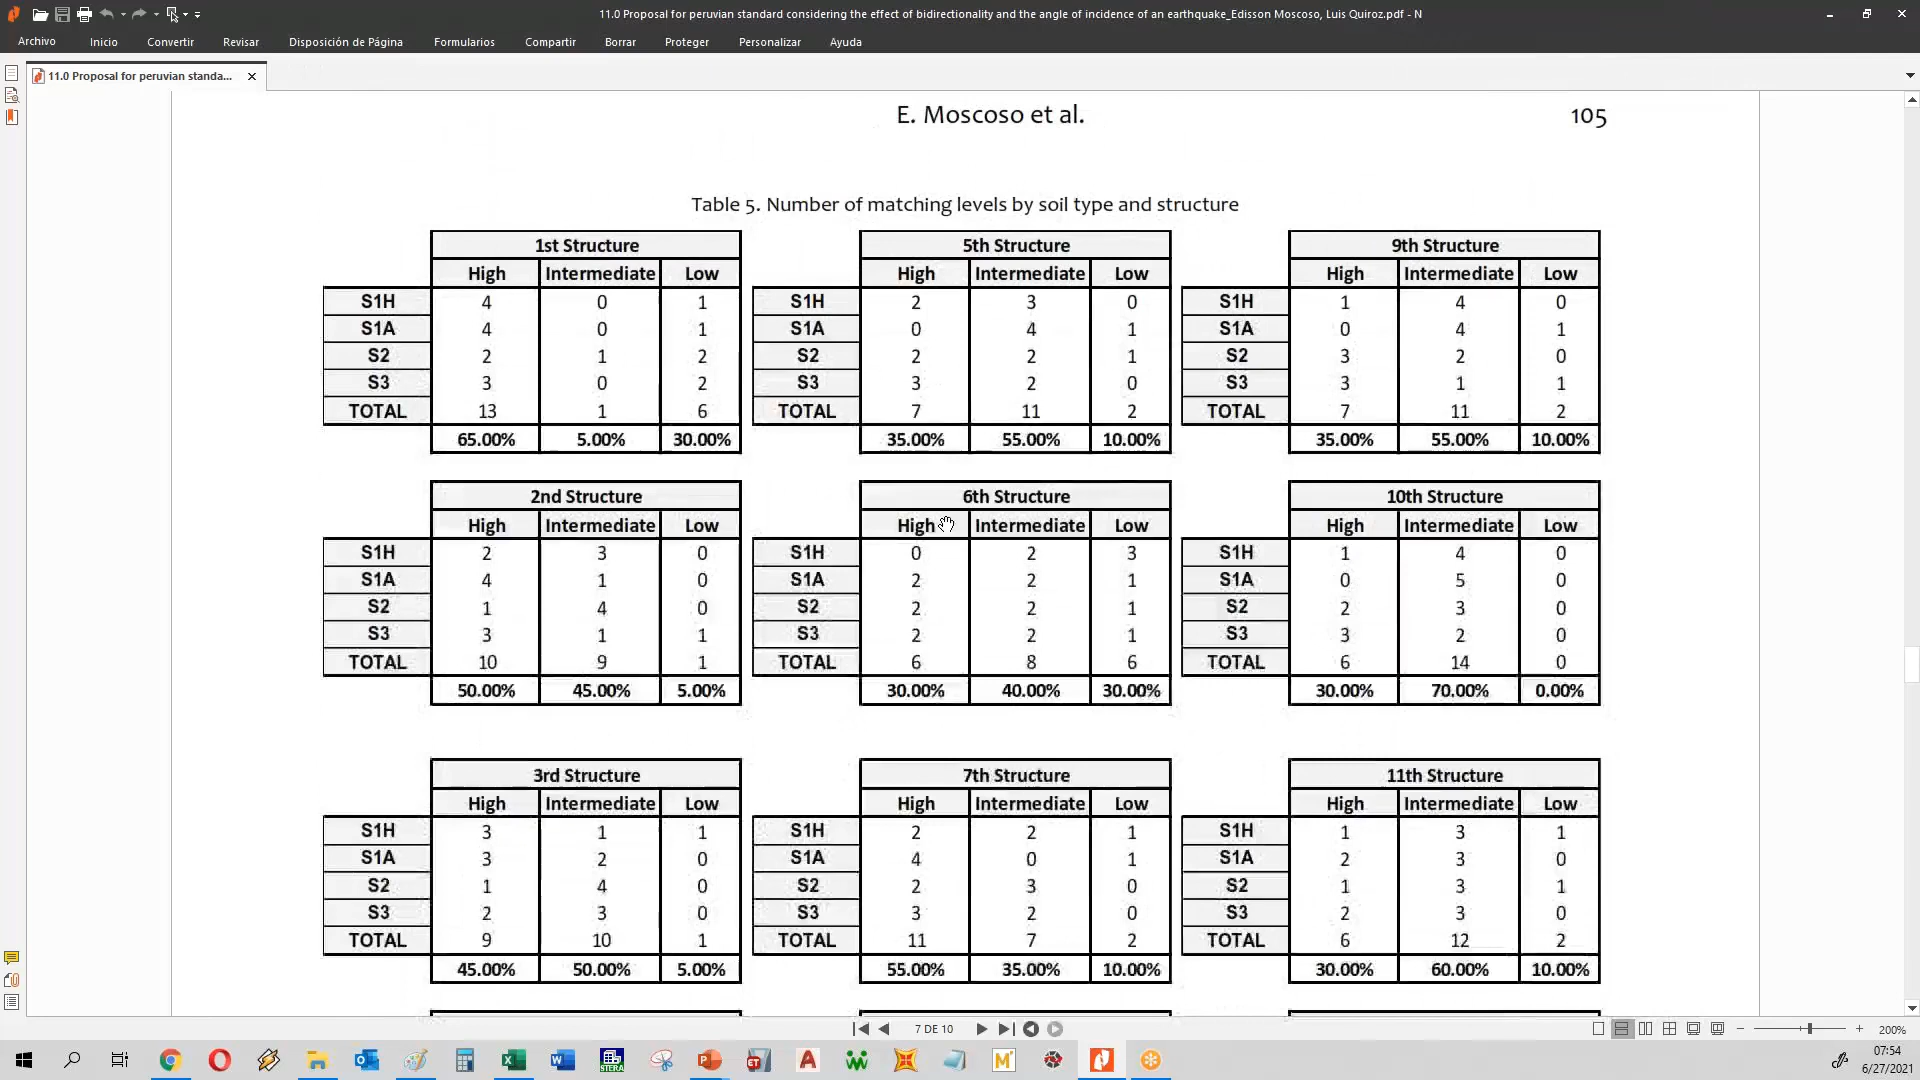 11.0 Proposal for peruvian standard considering the effect of bidirectionality and the angle of incidence of an earthquake_Edisson Moscoso, Luis Quiroz.pdf - N
Archivo Inicio Convertir Revisar Disposición de Página Formularios Compartir Borrar Proteger Personalizar Ayuda
11.0 Proposal for peruvian standa...
E. Moscoso et al. 105
Table 5. Number of matching levels by soil type and structure
1st Structure 5th Structure 9th Structure
High Intermediate Low High Intermediate Low High Intermediate Low
S1H 4 0 1 S1H 2 3 0 S1H 1 4 0
S1A 4 0 1 S1A 0 4 1 S1A 0 4 1
S2 2 1 2 S2 2 2 1 S2 3 2 0
S3 3 0 2 S3 3 2 0 S3 3 1 1
TOTAL 13 1 6 TOTAL 7 11 2 TOTAL 7 11 2
65.00% 5.00% 30.00% 35.00% 55.00% 10.00% 35.00% 55.00% 10.00%
2nd Structure 6th Structure 10th Structure
High Intermediate Low High Intermediate Low High Intermediate Low
S1H 2 3 0 S1H 0 2 3 S1H 1 4 0
S1A 4 1 0 S1A 2 2 1 S1A 0 5 0
S2 1 4 0 S2 2 2 1 S2 2 3 0
S3 3 1 1 S3 2 2 1 S3 3 2 0
TOTAL 10 9 1 TOTAL 6 8 6 TOTAL 6 14 0
50.00% 45.00% 5.00% 30.00% 40.00% 30.00% 30.00% 70.00% 0.00%
3rd Structure 7th Structure 11th Structure
High Intermediate Low High Intermediate Low High Intermediate Low
S1H 3 1 1 S1H 2 2 1 S1H 1 3 1
S1A 3 2 0 S1A 4 0 1 S1A 2 3 0
S2 1 4 0 S2 2 3 0 S2 1 3 1
S3 2 3 0 S3 3 2 0 S3 2 3 0
TOTAL 9 10 1 TOTAL 11 7 2 TOTAL 6 12 2
45.00% 50.00% 5.00% 55.00% 35.00% 10.00% 30.00% 60.00% 10.00%
7 DE 10
200%
STERA
ET
07:54
6/27/2021